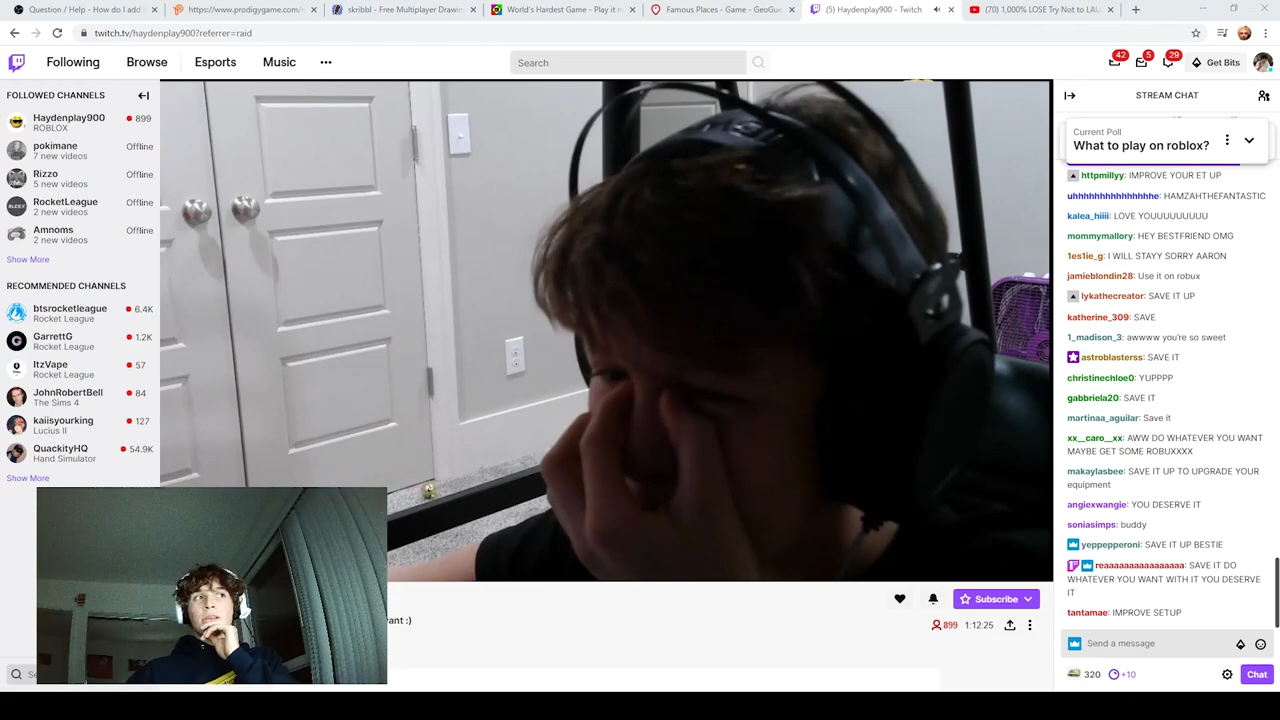 Question / Help - How do I add l
https://www.prodigygame.com/
skribbl - Free Multiplayer Drawin
World's Hardest Game - Play it n
Famous Places - Game - GeoGue
(5) Haydenplay900 - Twitch
(70) 1,000% LOSE Try Not to LAU
twitch.tv/haydenplay900?referrer=raid
Following
Browse
Esports
Music
Search
42
5
29
Get Bits
FOLLOWED CHANNELS
Haydenplay900
899
ROBLOX
pokimane
Offline
7 new videos
Rizzo
Offline
5 new videos
RocketLeague
Offline
2 new videos
Amnoms
Offline
2 new videos
Show More
RECOMMENDED CHANNELS
btsrocketleague
6.4K
Rocket League
GarrettG
1.2K
Rocket League
ItzVape
57
Rocket League
JohnRobertBell
84
The Sims 4
kaiisyourking
127
Lucius II
QuackityHQ
54.9K
Hand Simulator
Show More
Se
ant :)
Subscribe
899
1:12:25
STREAM CHAT
Current Poll
What to play on roblox?
httpmillyy: IMPROVE YOUR ET UP
uhhhhhhhhhhhhhhe: HAMZAHTHEFANTASTIC
kalea_hiiii: LOVE YOUUUUUUUUU
mommymallory: HEY BESTFRIEND OMG
1es1ie_g: I WILL STAYY SORRY AARON
jamieblondin28: Use it on robux
lykathecreator: SAVE IT UP
katherine_309: SAVE
1_madison_3: awwww you're so sweet
astroblasterss: SAVE IT
christinechloe0: YUPPPP
gabbriela20: SAVE IT
martinaa_aguilar: Save it
xx__caro__xx: AWW DO WHATEVER YOU WANT
MAYBE GET SOME ROBUXXXX
makaylasbee: SAVE IT UP TO UPGRADE YOUR
equipment
angiexwangie: YOU DESERVE IT
soniasimps: buddy
yeppepperoni: SAVE IT UP BESTIE
reaaaaaaaaaaaaaaaa: SAVE IT DO
WHATEVER YOU WANT WITH IT YOU DESERVE
IT
tantamae: IMPROVE SETUP
Send a message
320
+10
Chat